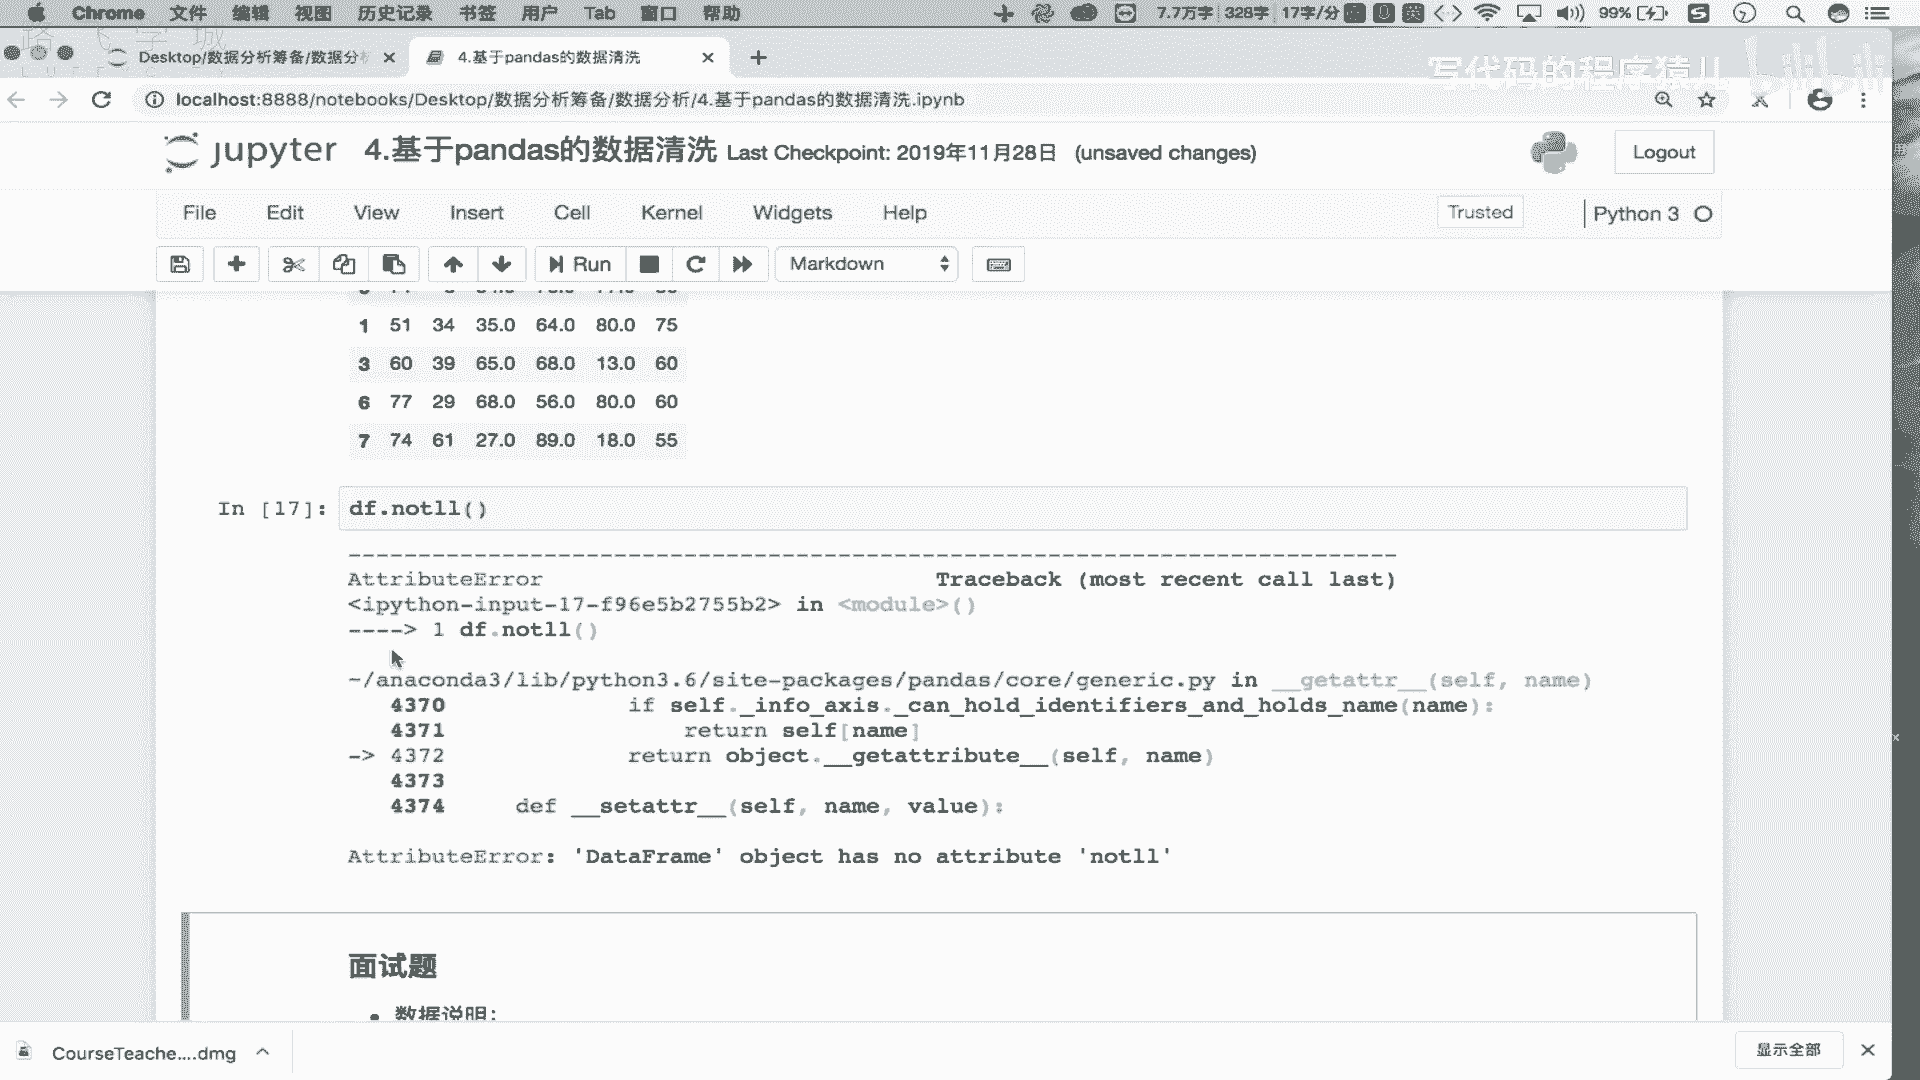 Chrome 文件 编辑 视图 历史记录 书签 用户 Tab 窗口 帮助 7.7万字 328字 17字/分 英 99%
Desktop/数据分析筹备/数据分 4.基于pandas的数据清洗
写代码的程序猿儿 bilibili
localhost:8888/notebooks/Desktop/数据分析筹备/数据分析/4.基于pandas的数据清洗.ipynb
jupyter 4.基于pandas的数据清洗 Last Checkpoint: 2019年11月28日 (unsaved changes) Logout
File Edit View Insert Cell Kernel Widgets Help Trusted Python 3
Run Markdown
1 51 34 35.0 64.0 80.0 75
3 60 39 65.0 68.0 13.0 60
6 77 29 68.0 56.0 80.0 60
7 74 61 27.0 89.0 18.0 55
In [17]: df.notll()
---------------------------------------------------------------------------
AttributeError Traceback (most recent call last)
<ipython-input-17-f96e5b2755b2> in <module>()
----> 1 df.notll()
~/anaconda3/lib/python3.6/site-packages/pandas/core/generic.py in __getattr__(self, name)
4370 if self._info_axis._can_hold_identifiers_and_holds_name(name):
4371 return self[name]
-> 4372 return object.__getattribute__(self, name)
4373
4374 def __setattr__(self, name, value):
AttributeError: 'DataFrame' object has no attribute 'notll'
面试题
• 数据说明:
CourseTeache....dmg 显示全部